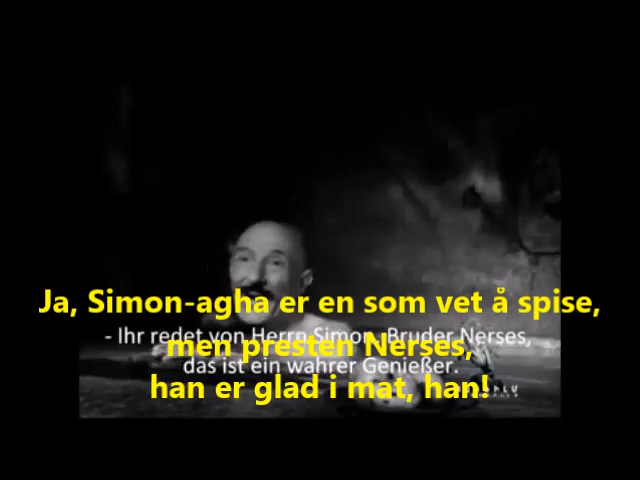 Ja, Simon-agha er en som vet å spise,
- Ihr redet von Herrn Simon, Bruder Nerses,
men presten Nerses,
das ist ein wahrer Genießer.
han er glad i mat, han!